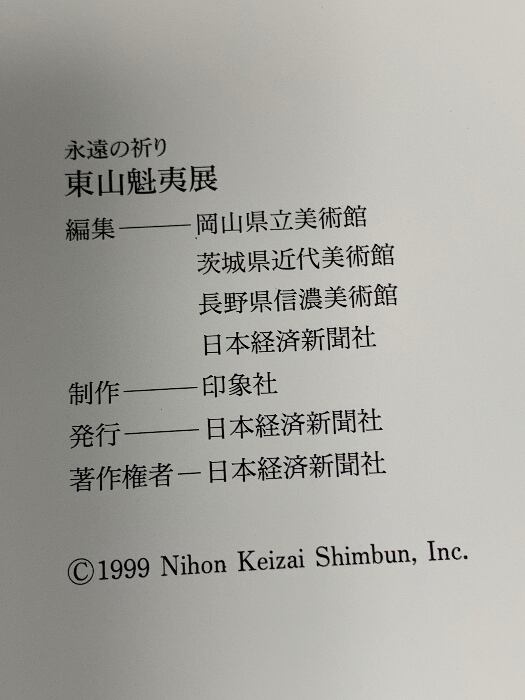 永遠の祈り
東山魁夷展
編集―――岡山県立美術館
茨城県近代美術館
長野県信濃美術館
日本経済新聞社
制作―――印象社
発行―――日本経済新聞社
著作権者―日本経済新聞社
©1999 Nihon Keizai Shimbun, Inc.